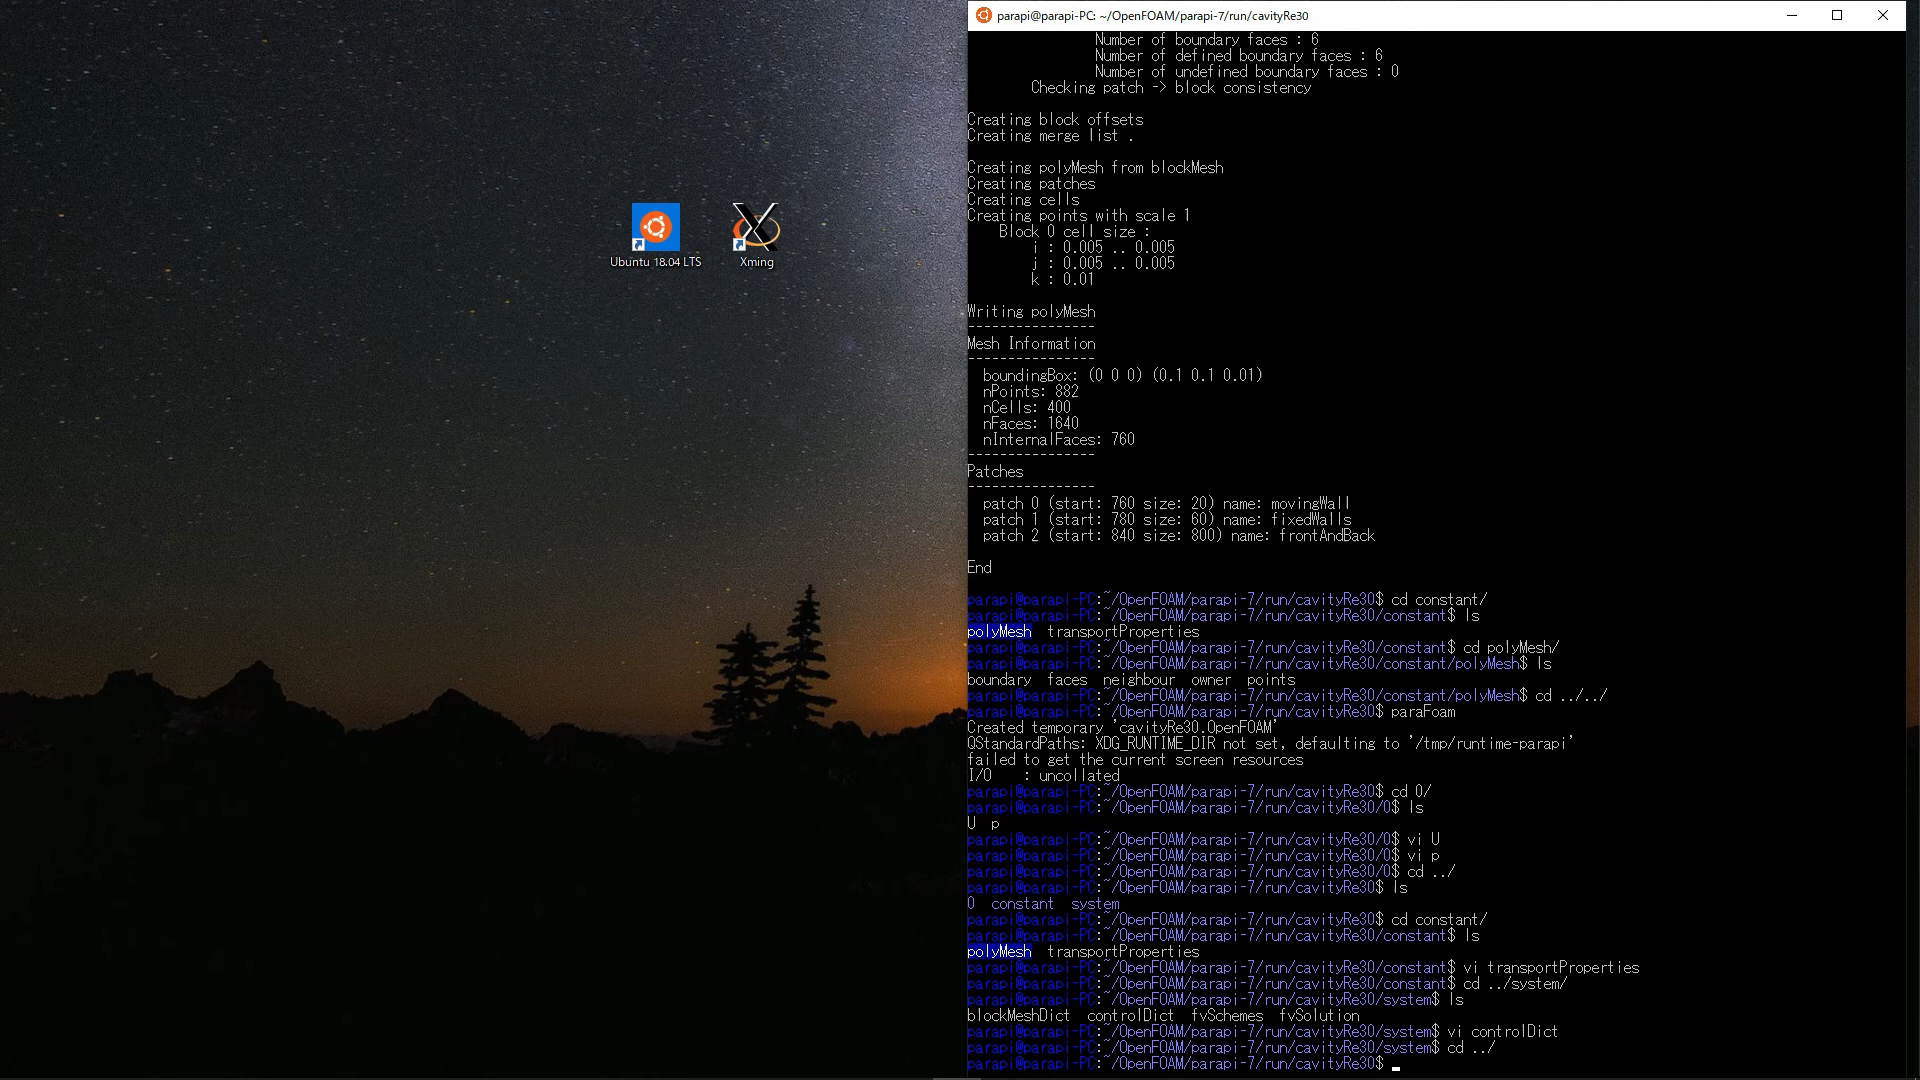 Ubuntu 18.04 LTS
Xming
parapi@parapi-PC: ~/OpenFOAM/parapi-7/run/cavityRe30
Number of boundary faces : 6
Number of defined boundary faces : 6
Number of undefined boundary faces : 0
Checking patch -> block consistency
Creating block offsets
Creating merge list .
Creating polyMesh from blockMesh
Creating patches
Creating cells
Creating points with scale 1
Block 0 cell size :
i : 0.005 .. 0.005
j : 0.005 .. 0.005
k : 0.01
Writing polyMesh
----------------
Mesh Information
----------------
boundingBox: (0 0 0) (0.1 0.1 0.01)
nPoints: 882
nCells: 400
nFaces: 1640
nInternalFaces: 760
----------------
Patches
----------------
patch 0 (start: 760 size: 20) name: movingWall
patch 1 (start: 780 size: 60) name: fixedWalls
patch 2 (start: 840 size: 800) name: frontAndBack
End
parapi@parapi-PC:~/OpenFOAM/parapi-7/run/cavityRe30$ cd constant/
parapi@parapi-PC:~/OpenFOAM/parapi-7/run/cavityRe30/constant$ ls
polyMesh transportProperties
parapi@parapi-PC:~/OpenFOAM/parapi-7/run/cavityRe30/constant$ cd polyMesh/
parapi@parapi-PC:~/OpenFOAM/parapi-7/run/cavityRe30/constant/polyMesh$ ls
boundary faces neighbour owner points
parapi@parapi-PC:~/OpenFOAM/parapi-7/run/cavityRe30/constant/polyMesh$ cd ../../
parapi@parapi-PC:~/OpenFOAM/parapi-7/run/cavityRe30$ paraFoam
Created temporary 'cavityRe30.OpenFOAM'
QStandardPaths: XDG_RUNTIME_DIR not set, defaulting to '/tmp/runtime-parapi'
failed to get the current screen resources
I/O : uncollated
parapi@parapi-PC:~/OpenFOAM/parapi-7/run/cavityRe30$ cd 0/
parapi@parapi-PC:~/OpenFOAM/parapi-7/run/cavityRe30/0$ ls
U p
parapi@parapi-PC:~/OpenFOAM/parapi-7/run/cavityRe30/0$ vi U
parapi@parapi-PC:~/OpenFOAM/parapi-7/run/cavityRe30/0$ vi p
parapi@parapi-PC:~/OpenFOAM/parapi-7/run/cavityRe30/0$ cd ../
parapi@parapi-PC:~/OpenFOAM/parapi-7/run/cavityRe30$ ls
0 constant system
parapi@parapi-PC:~/OpenFOAM/parapi-7/run/cavityRe30$ cd constant/
parapi@parapi-PC:~/OpenFOAM/parapi-7/run/cavityRe30/constant$ ls
polyMesh transportProperties
parapi@parapi-PC:~/OpenFOAM/parapi-7/run/cavityRe30/constant$ vi transportProperties
parapi@parapi-PC:~/OpenFOAM/parapi-7/run/cavityRe30/constant$ cd ../system/
parapi@parapi-PC:~/OpenFOAM/parapi-7/run/cavityRe30/system$ ls
blockMeshDict controlDict fvSchemes fvSolution
parapi@parapi-PC:~/OpenFOAM/parapi-7/run/cavityRe30/system$ vi controlDict
parapi@parapi-PC:~/OpenFOAM/parapi-7/run/cavityRe30/system$ cd ../
parapi@parapi-PC:~/OpenFOAM/parapi-7/run/cavityRe30$